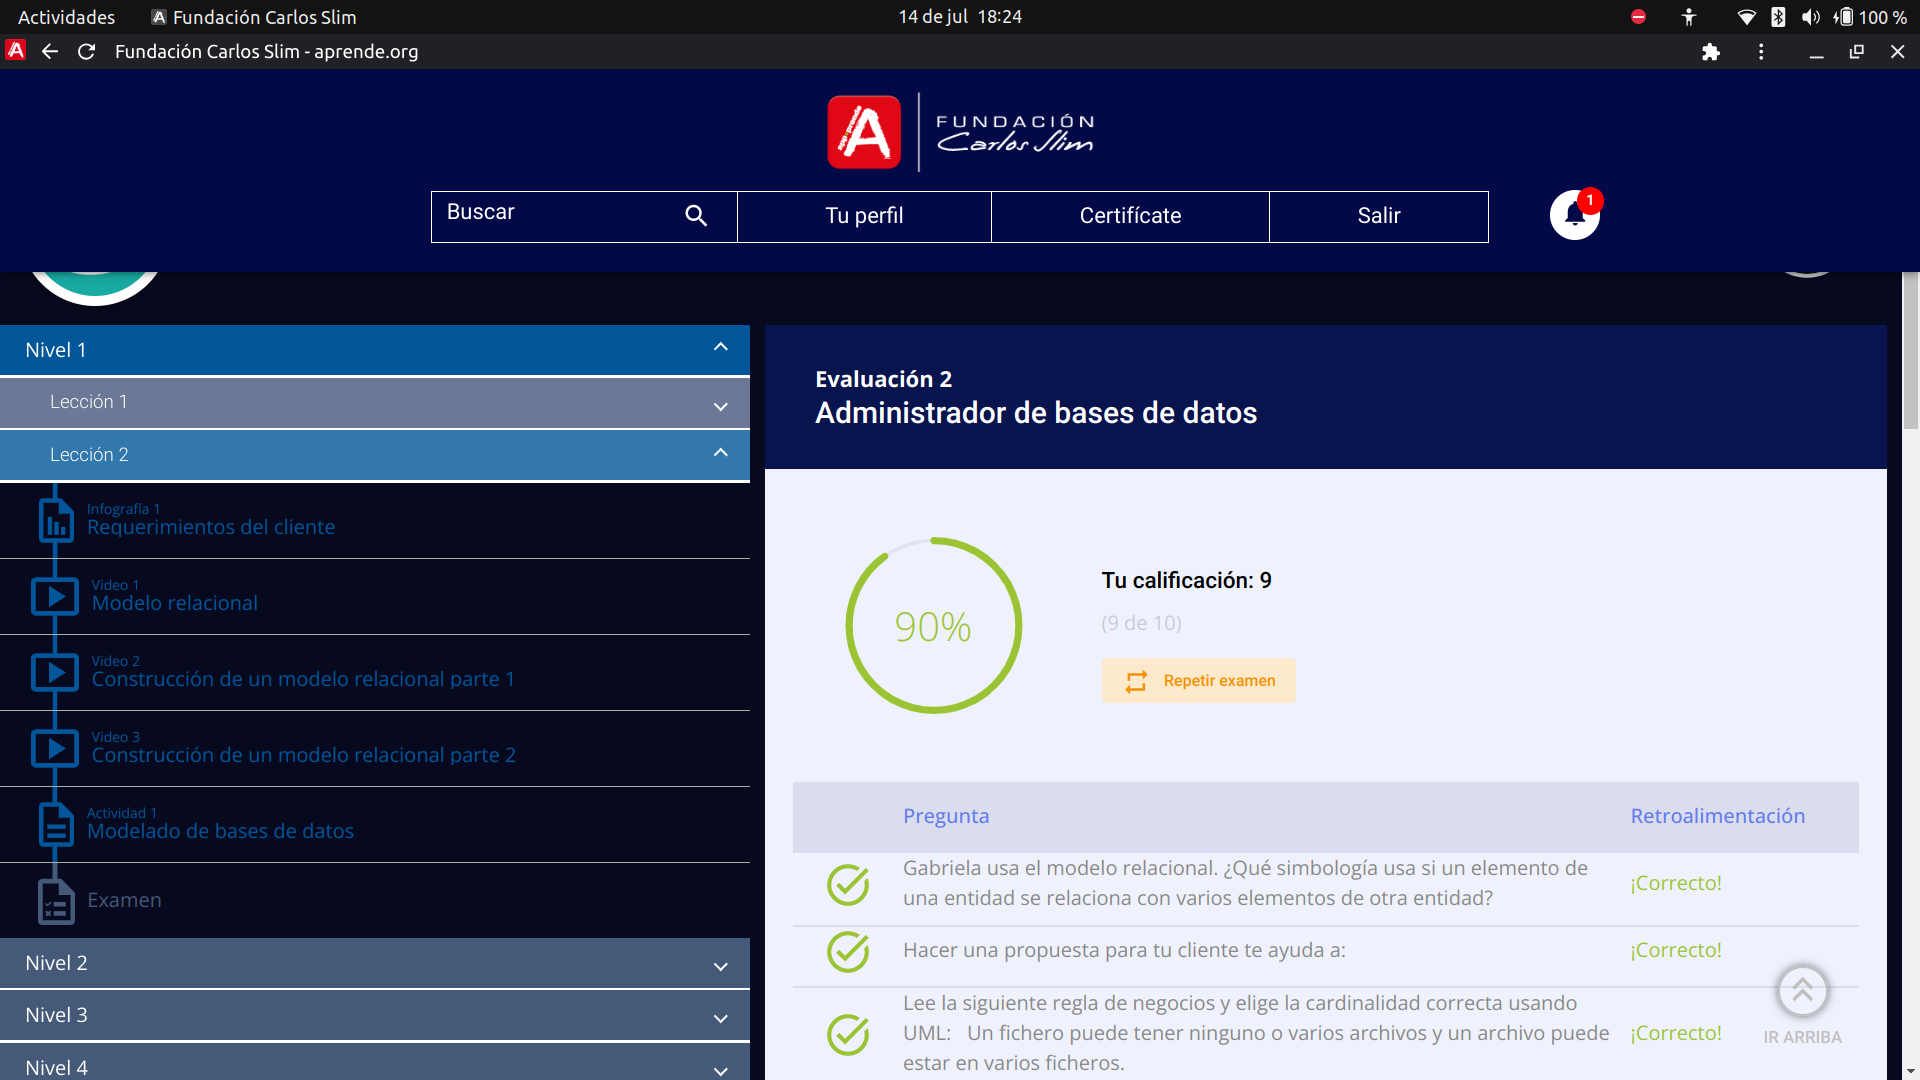 Actividades
Fundación Carlos Slim
14 de jul 18:24
100 %
Fundación Carlos Slim - aprende.org
A
FUNDACIÓN
Carlos Slim
Buscar
Tu perfil
Certifícate
Salir
1
Nivel 1
Lección 1
Lección 2
Infografía 1
Requerimientos del cliente
Video 1
Modelo relacional
Video 2
Construcción de un modelo relacional parte 1
Video 3
Construcción de un modelo relacional parte 2
Actividad 1
Modelado de bases de datos
Examen
Nivel 2
Nivel 3
Nivel 4
Evaluación 2
Administrador de bases de datos
90%
Tu calificación: 9
(9 de 10)
Repetir examen
Pregunta
Retroalimentación
Gabriela usa el modelo relacional. ¿Qué simbología usa si un elemento de
una entidad se relaciona con varios elementos de otra entidad?
¡Correcto!
Hacer una propuesta para tu cliente te ayuda a:
¡Correcto!
Lee la siguiente regla de negocios y elige la cardinalidad correcta usando
UML: Un fichero puede tener ninguno o varios archivos y un archivo puede
estar en varios ficheros.
¡Correcto!
IR ARRIBA